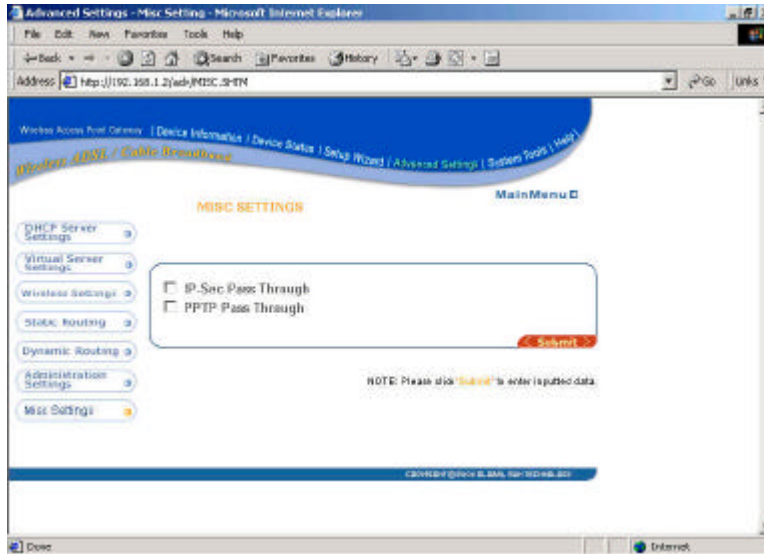 Advanced Settings - Misc Setting - Microsoft Internet Explorer
File Edit View Favorites Tools Help
Back Search Favorites History
Address http://192.168.1.2/adv/MISC.SHTM Go Links
Wireless Access Point Gateway | Device Information / Device Status / Setup Wizard / Advanced Settings | System Tools | Help
Wireless ADSL / Cable Broadband
MainMenu
MISC SETTINGS
DHCP Server Settings
Virtual Server Settings
Wireless Settings
Static Routing
Dynamic Routing
Administration Settings
Misc Settings
IP-Sec Pass Through
PPTP Pass Through
Submit
NOTE: Please click "Submit" to enter inputted data.
Done Internet